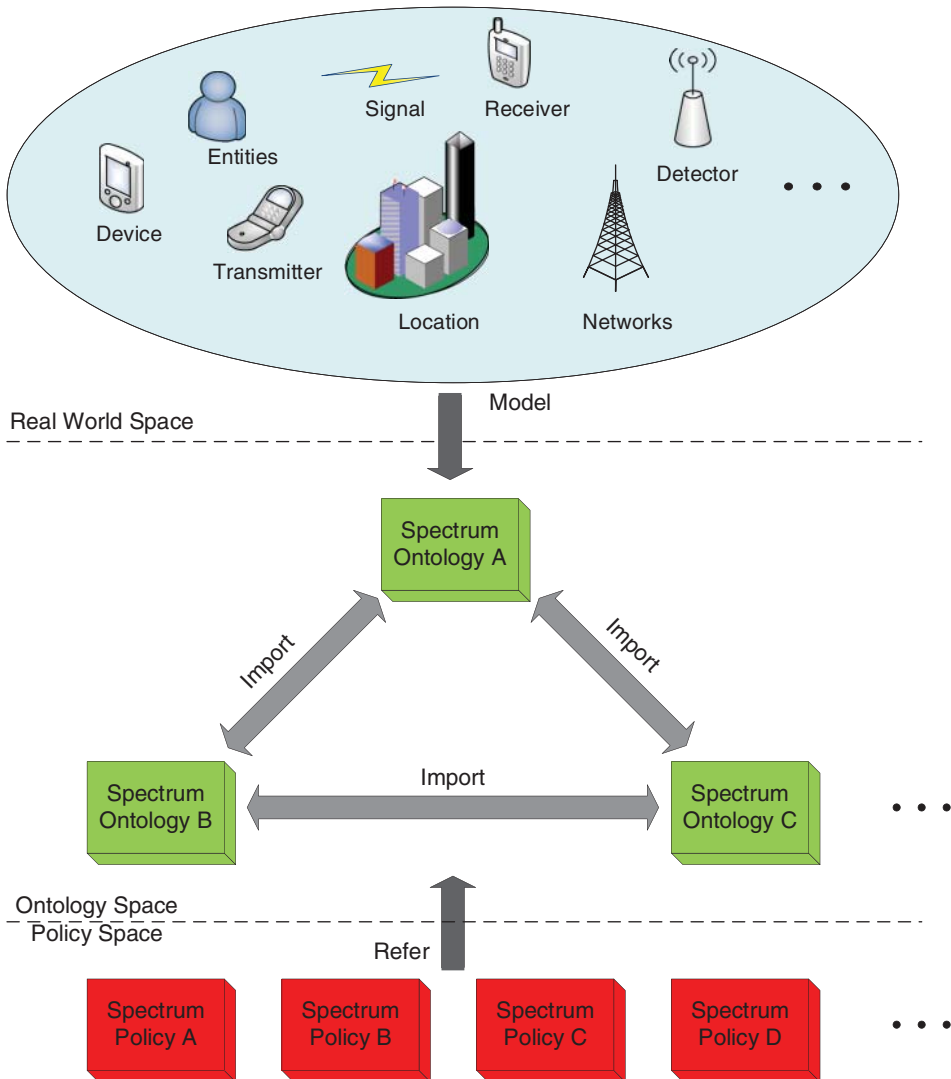 Signal
Receiver
Entities
Detector
Device
Transmitter
Location
Networks
Model
Real World Space
Spectrum
Ontology A
Import
Import
Import
Spectrum
Ontology B
Spectrum
Ontology C
Ontology Space
Policy Space
Refer
Spectrum
Policy A
Spectrum
Policy B
Spectrum
Policy C
Spectrum
Policy D